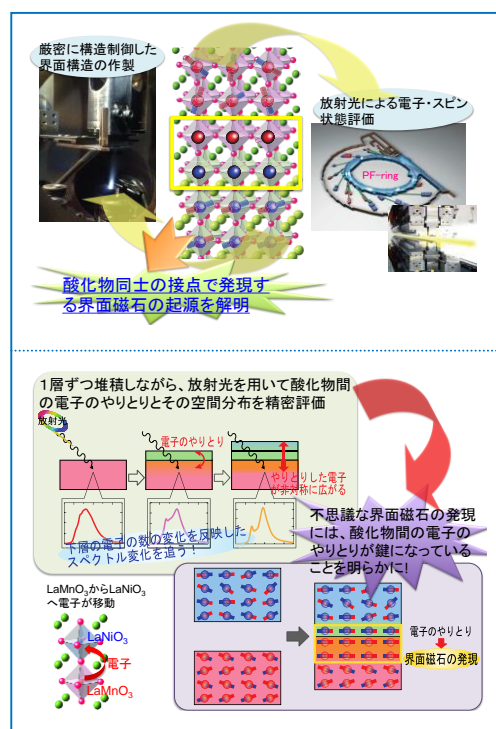 厳密に構造制御した
界面構造の作製
放射光による電子・スピン
状態評価
PF-ring
酸化物同士の接点で発現す
る界面磁石の起源を解明
1層ずつ堆積しながら、放射光を用いて酸化物間
の電子のやりとりとその空間分布を精密評価
放射光
電子のやりとり
やりとりした電子
が非対称に広がる
下層の電子の数の変化を反映した
スペクトル変化を追う!
不思議な界面磁石の発現
には、酸化物間の電子の
やりとりが鍵になっている
ことを明らかに!
LaMnO₃からLaNiO₃
へ電子が移動
LaNiO₃
電子
LaMnO₃
電子のやりとり
界面磁石の発現